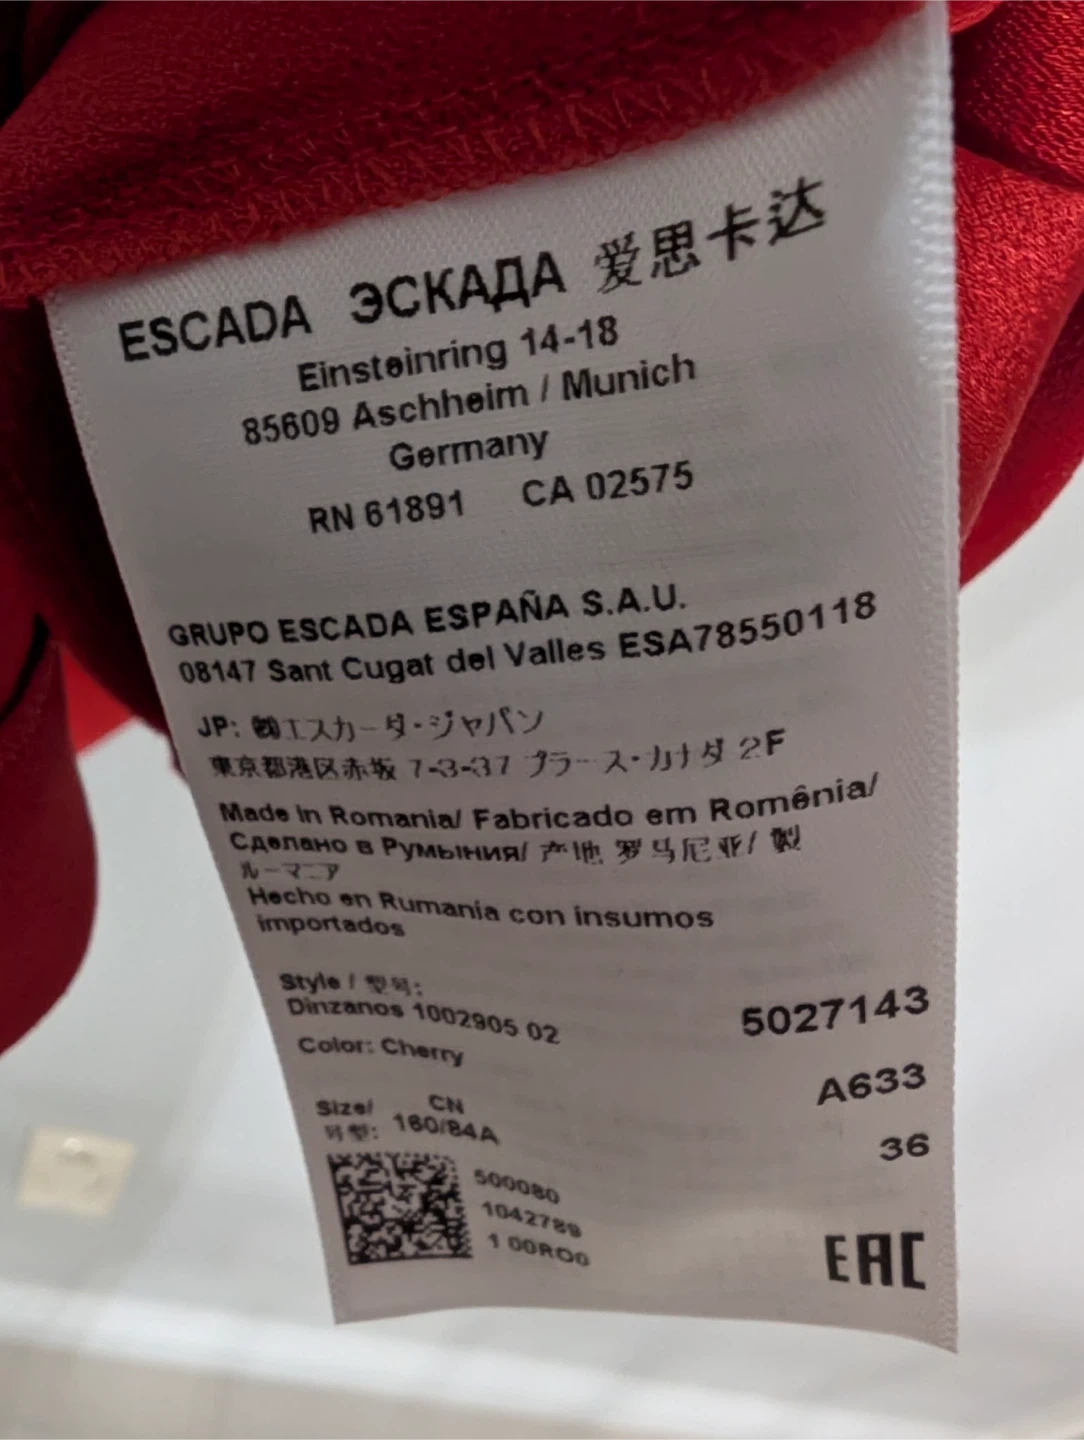 ESCADA ЭСКАДА 爱思卡达
Einsteinring 14-18
85609 Aschheim / Munich
Germany
RN 61891 CA 02575
GRUPO ESCADA ESPAÑA S.A.U.
08147 Sant Cugat del Valles ESA78550118
JP: ㈱エスカーダ・ジャパン
東京都港区赤坂 7-3-37 プラース・カナダ 2F
Made in Romania/ Fabricado em Romênia/
Сделано в Румыния/ 产地 罗马尼亚/ 製
ルーマニア
Hecho en Rumania con insumos
importados
Style / 型号:
Dinzanos 1002905 02 5027143
Color: Cherry A633
Size/ CN
号型: 160/84A 36
500080
1042789
1 00RO0
EAC